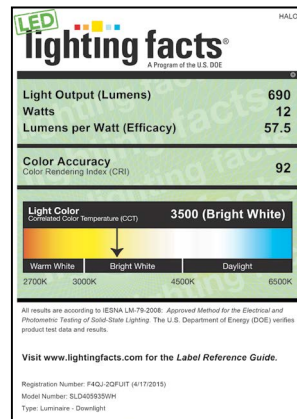 HALO
LED
lighting facts®
A Program of the U.S. DOE
Light Output (Lumens) 690
Watts 12
Lumens per Watt (Efficacy) 57.5
Color Accuracy 92
Color Rendering Index (CRI)
Light Color 3500 (Bright White)
Correlated Color Temperature (CCT)
Warm White Bright White Daylight
2700K 3000K 4500K 6500K
All results are according to IESNA LM-79-2008: Approved Method for the Electrical and
Photometric Testing of Solid-State Lighting. The U.S. Department of Energy (DOE) verifies
product test data and results.
Visit www.lightingfacts.com for the Label Reference Guide.
Registration Number: F4QJ-2QFUIT (4/17/2015)
Model Number: SLD405935WH
Type: Luminaire - Downlight